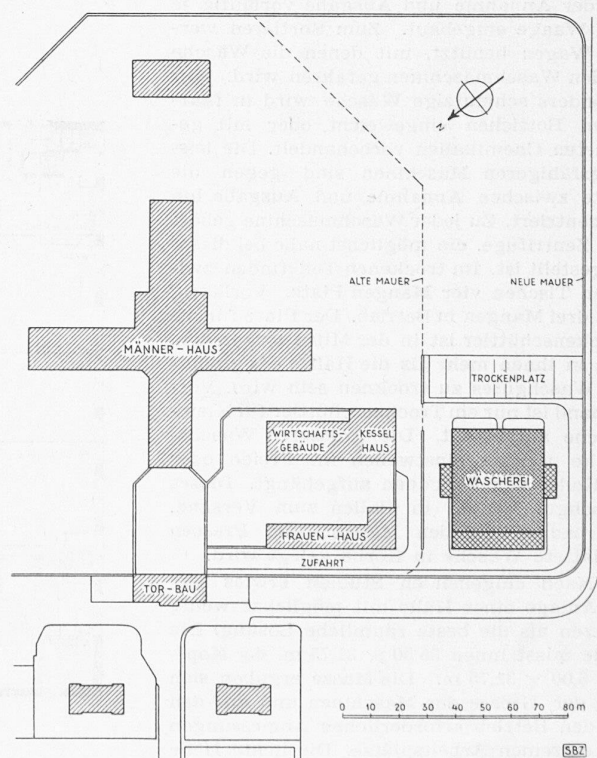 N
ALTE MAUER
NEUE MAUER
MÄNNER-HAUS
TROCKENPLATZ
WIRTSCHAFTS-
GEBÄUDE
KESSEL
HAUS
WÄSCHEREI
FRAUEN-HAUS
ZUFAHRT
TOR-BAU
0 10 20 30 40 50 60 70 80 m
SBZ